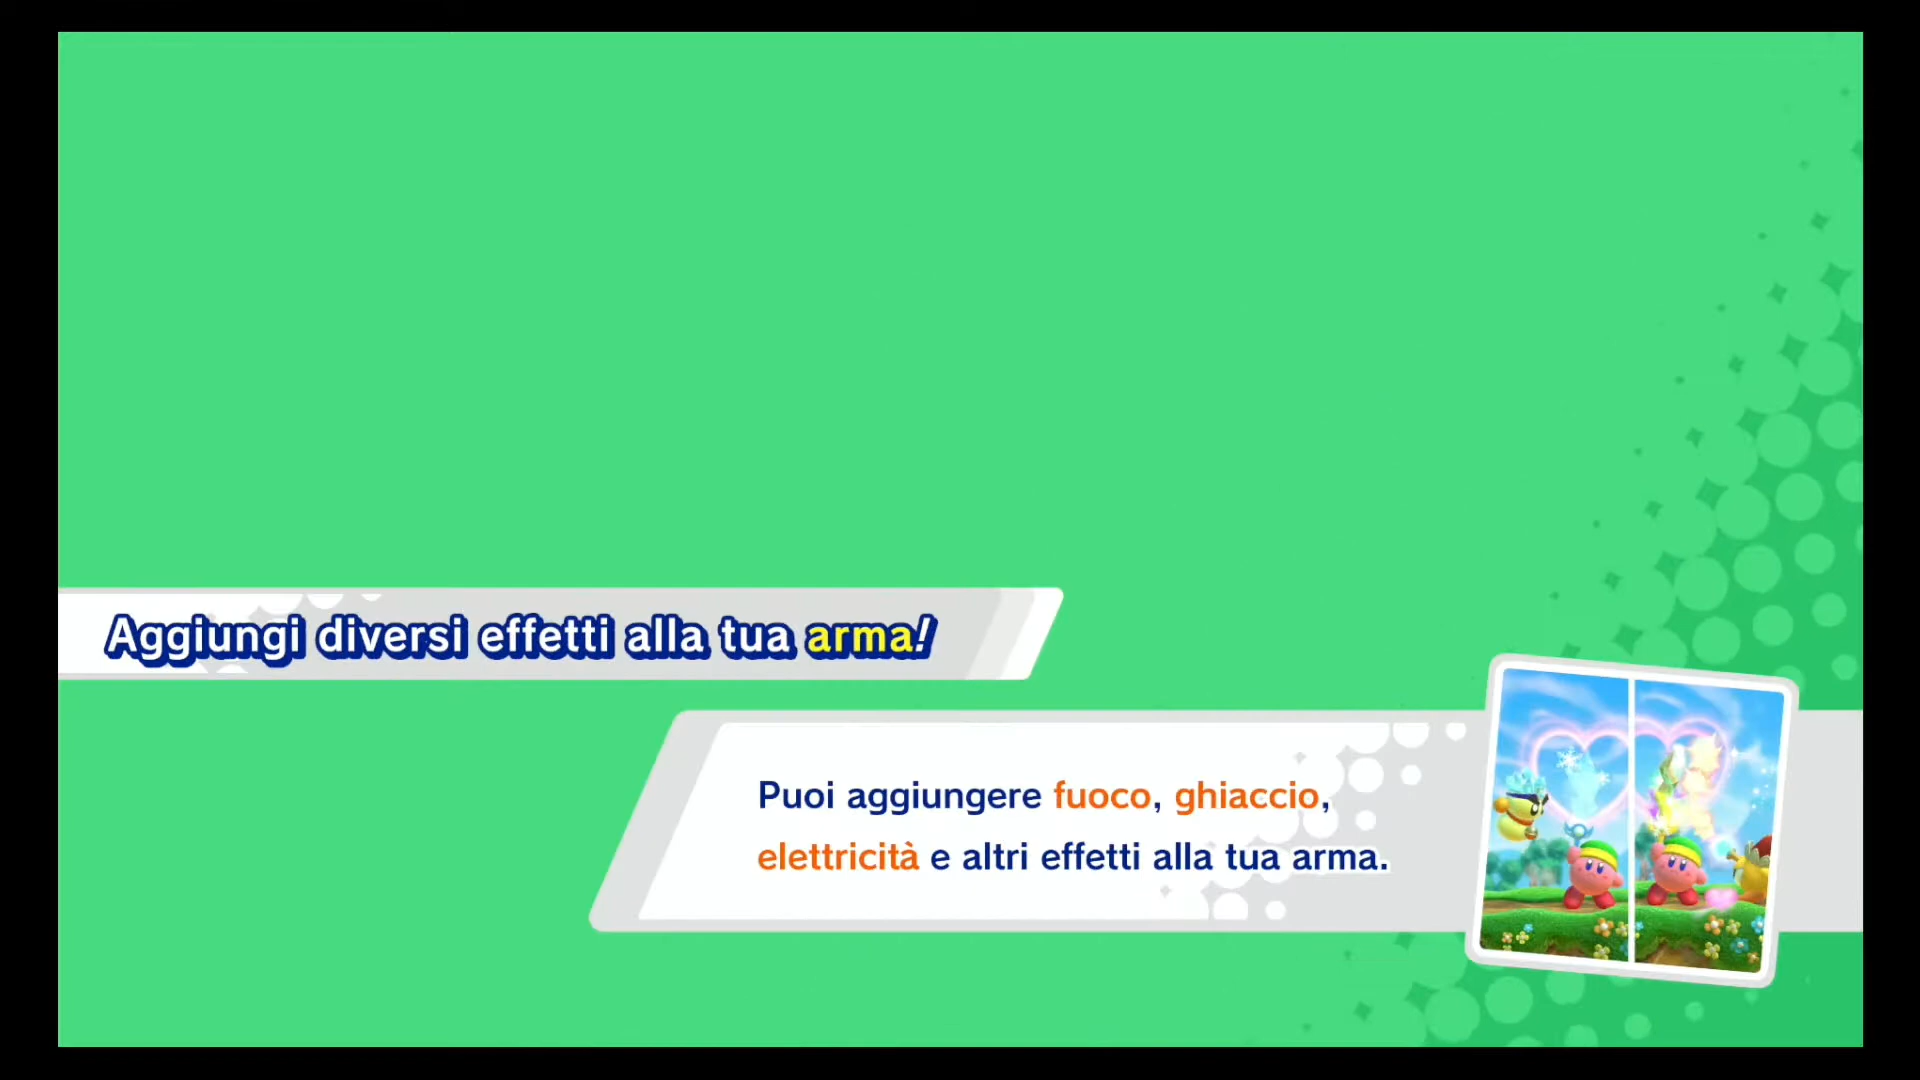 Aggiungi diversi effetti alla tua arma!
Puoi aggiungere fuoco, ghiaccio,
elettricità e altri effetti alla tua arma.